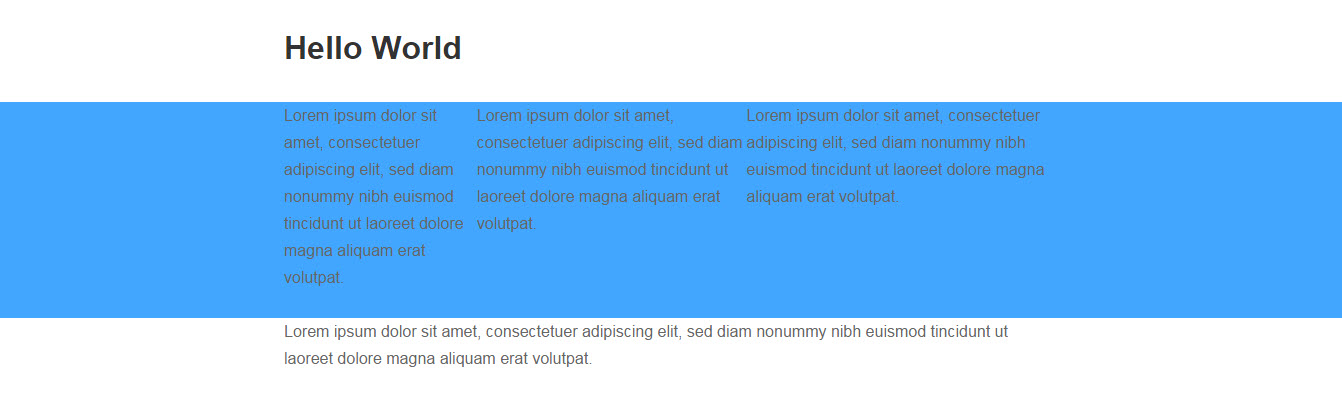 Hello World
Lorem ipsum dolor sit
amet, consectetuer
adipiscing elit, sed diam
nonummy nibh euismod
tincidunt ut laoreet dolore
magna aliquam erat
volutpat.
Lorem ipsum dolor sit amet,
consectetuer adipiscing elit, sed diam
nonummy nibh euismod tincidunt ut
laoreet dolore magna aliquam erat
volutpat.
Lorem ipsum dolor sit amet, consectetuer
adipiscing elit, sed diam nonummy nibh
euismod tincidunt ut laoreet dolore magna
aliquam erat volutpat.
Lorem ipsum dolor sit amet, consectetuer adipiscing elit, sed diam nonummy nibh euismod tincidunt ut
laoreet dolore magna aliquam erat volutpat.